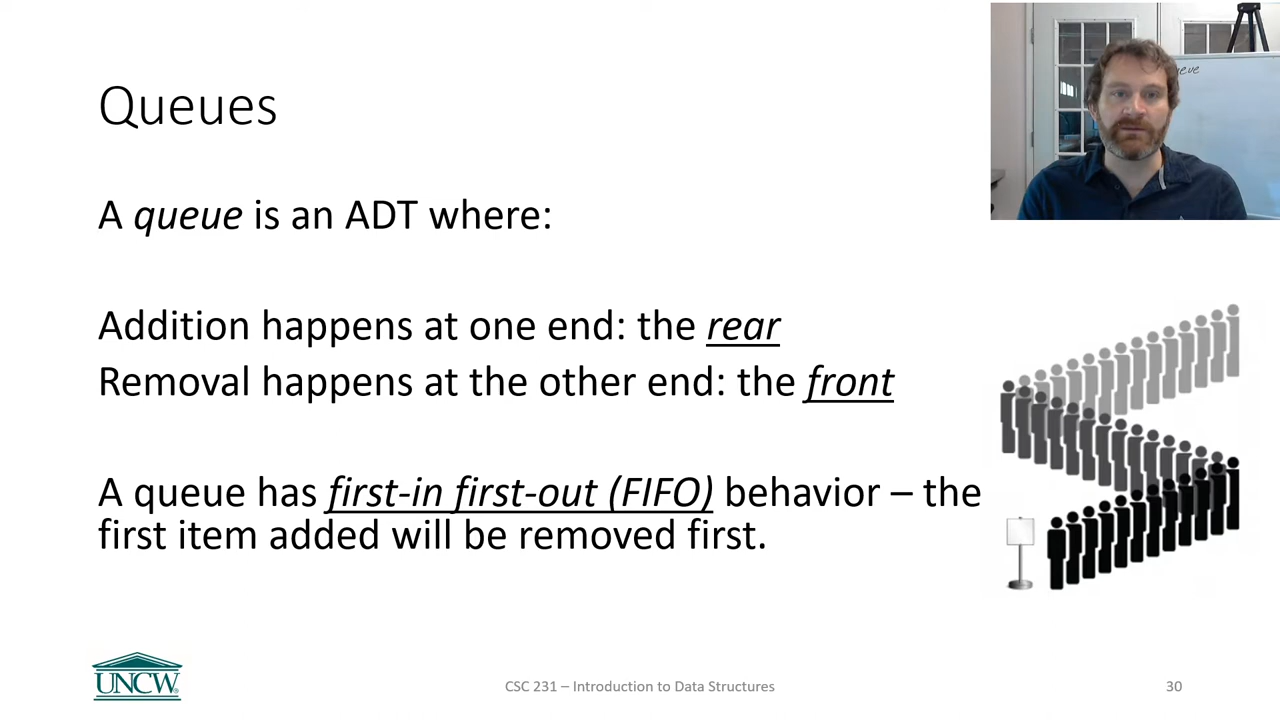 Queues
A queue is an ADT where:
Addition happens at one end: the rear
Removal happens at the other end: the front
A queue has first-in first-out (FIFO) behavior – the
first item added will be removed first.
UNCW
CSC 231 – Introduction to Data Structures
30